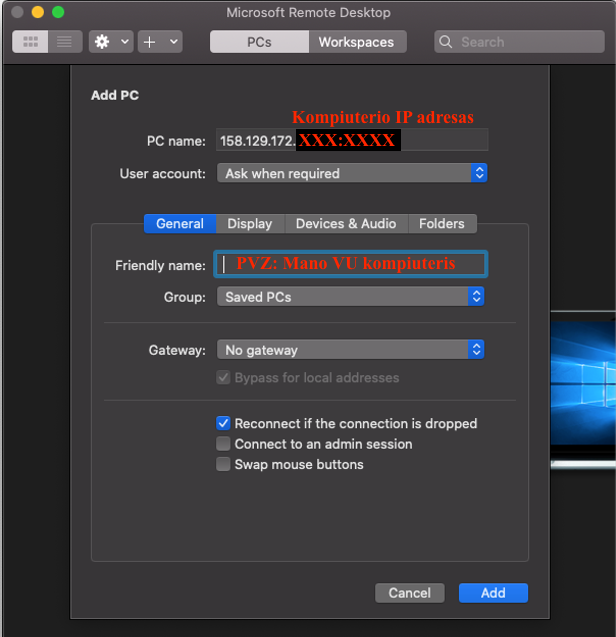 Microsoft Remote Desktop
PCs Workspaces Search
Add PC
Kompiuterio IP adresas
PC name: 158.129.172.XXX:XXXX
User account: Ask when required
General Display Devices & Audio Folders
Friendly name: PVZ: Mano VU kompiuteris
Group: Saved PCs
Gateway: No gateway
Bypass for local addresses
Reconnect if the connection is dropped
Connect to an admin session
Swap mouse buttons
Cancel Add